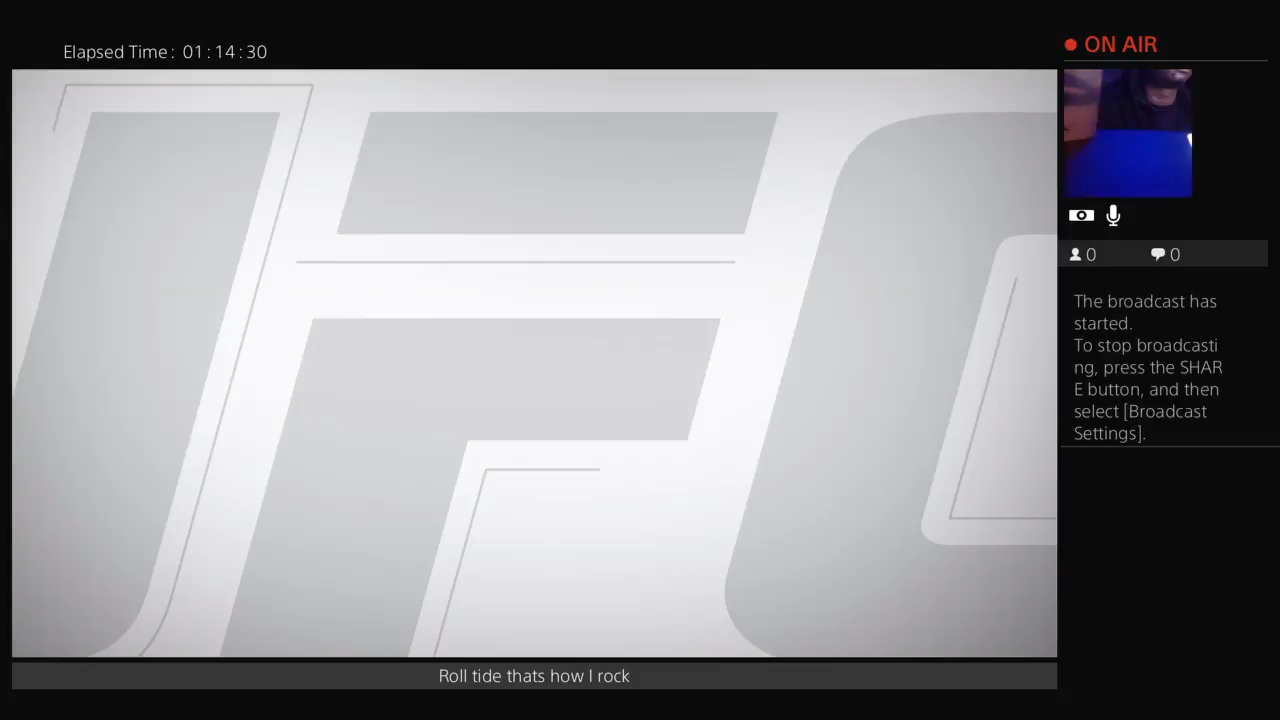 Elapsed Time: 01:14:30
ON AIR
UFC
0
0
The broadcast has
started.
To stop broadcasti
ng, press the SHAR
E button, and then
select [Broadcast
Settings].
Roll tide thats how I rock